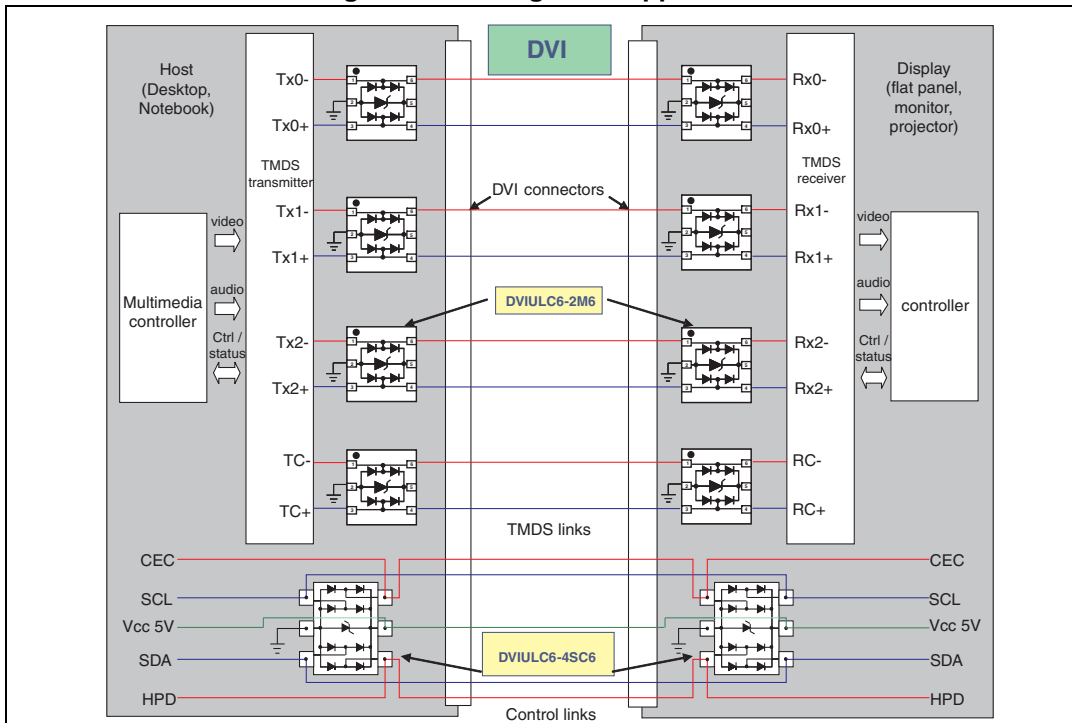 DVI
Host
(Desktop,
Notebook)
Tx0-
Tx0+
TMDS
transmitter
Tx1-
Tx1+
Tx2-
Tx2+
TC-
TC+
Multimedia
controller
video
audio
Ctrl /
status
DVI connectors
DVIULC6-2M6
TMDS links
Rx0-
Rx0+
TMDS
receiver
Rx1-
Rx1+
Rx2-
Rx2+
RC-
RC+
Display
(flat panel,
monitor,
projector)
video
audio
Ctrl /
status
controller
CEC
SCL
Vcc 5V
SDA
HPD
DVIULC6-4SC6
Control links
CEC
SCL
Vcc 5V
SDA
HPD